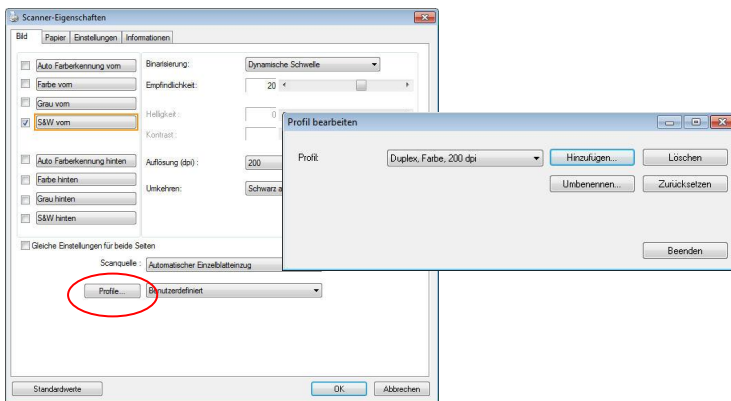 Scanner-Eigenschaften
Bild Papier Einstellungen Informationen
Auto Farberkennung vorn
Farbe vorn
Grau vorn
S&W vorn
Auto Farberkennung hinten
Farbe hinten
Grau hinten
S&W hinten
Binarisierung: Dynamische Schwelle
Empfindlichkeit: 20
Helligkeit : 0
Kontrast :
Auflösung (dpi) : 200
Umkehren: Schwarz a
Gleiche Einstellungen für beide Seiten
Scanquelle : Automatischer Einzelblatteinzug
Profile... Benutzerdefiniert
Standardwerte OK Abbrechen
Profil bearbeiten
Profil: Duplex, Farbe, 200 dpi Hinzufügen... Löschen
Umbenennen... Zurücksetzen
Beenden